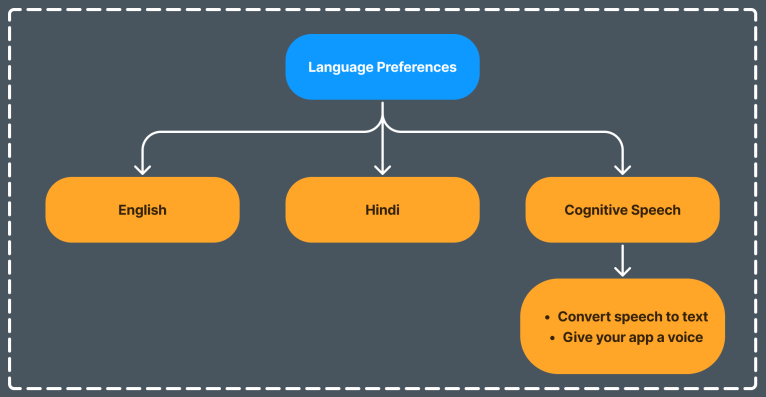 Language Preferences
English
Hindi
Cognitive Speech
• Convert speech to text
• Give your app a voice